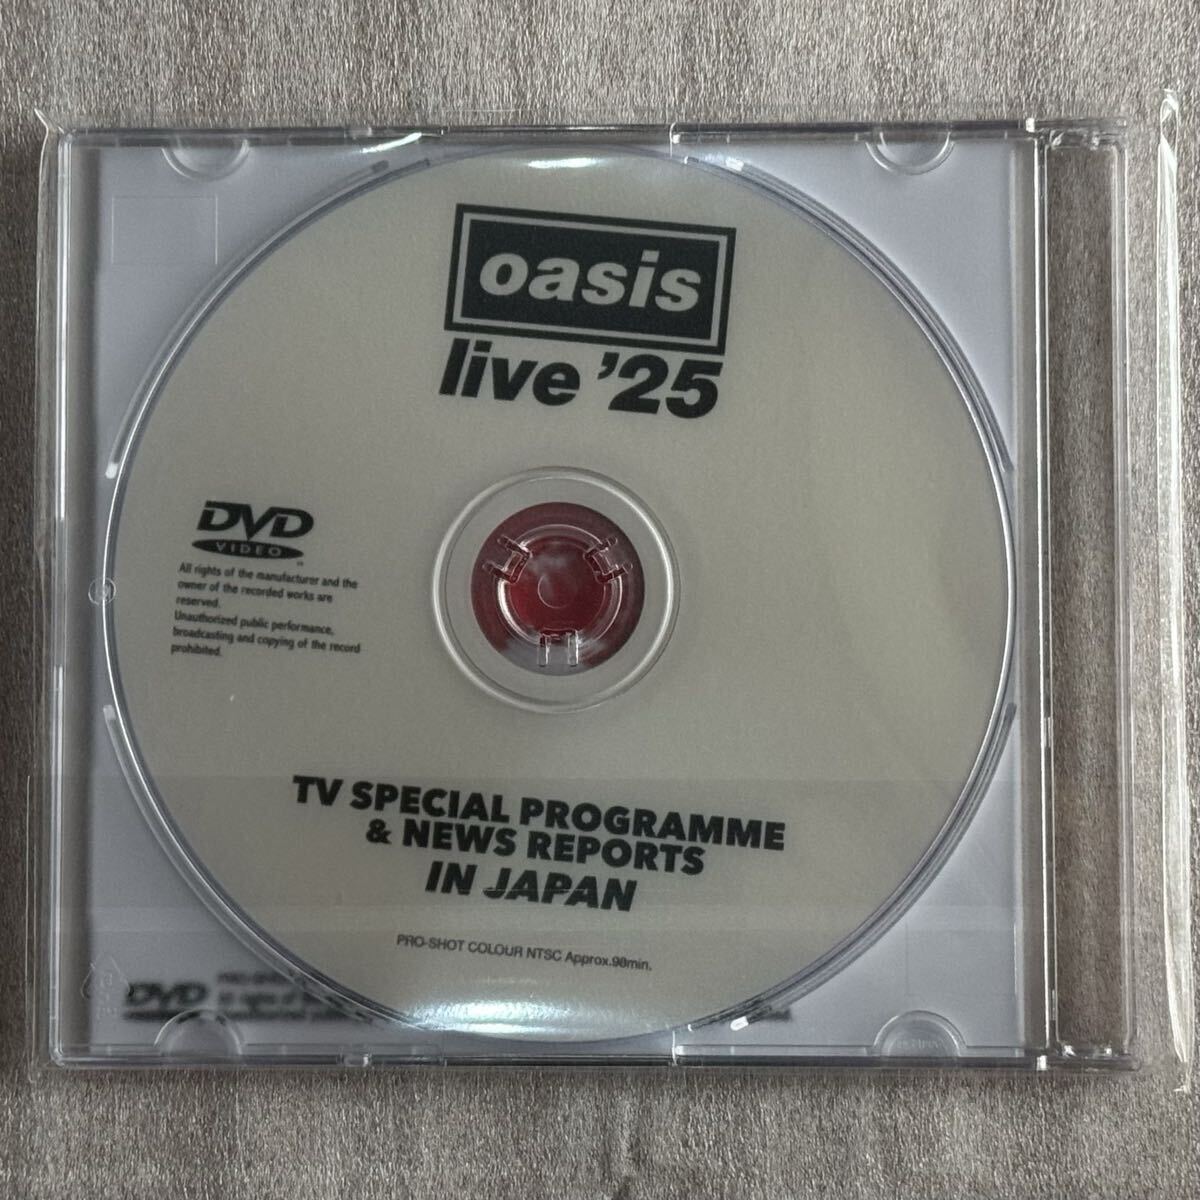 oasis
live '25
DVD
VIDEO
All rights of the manufacturer and the
owner of the recorded works are
reserved.
Unauthorized public performance,
broadcasting and copying of the record
prohibited.
TV SPECIAL PROGRAMME
& NEWS REPORTS
IN JAPAN
PRO-SHOT COLOUR NTSC Approx.98min.
DVD